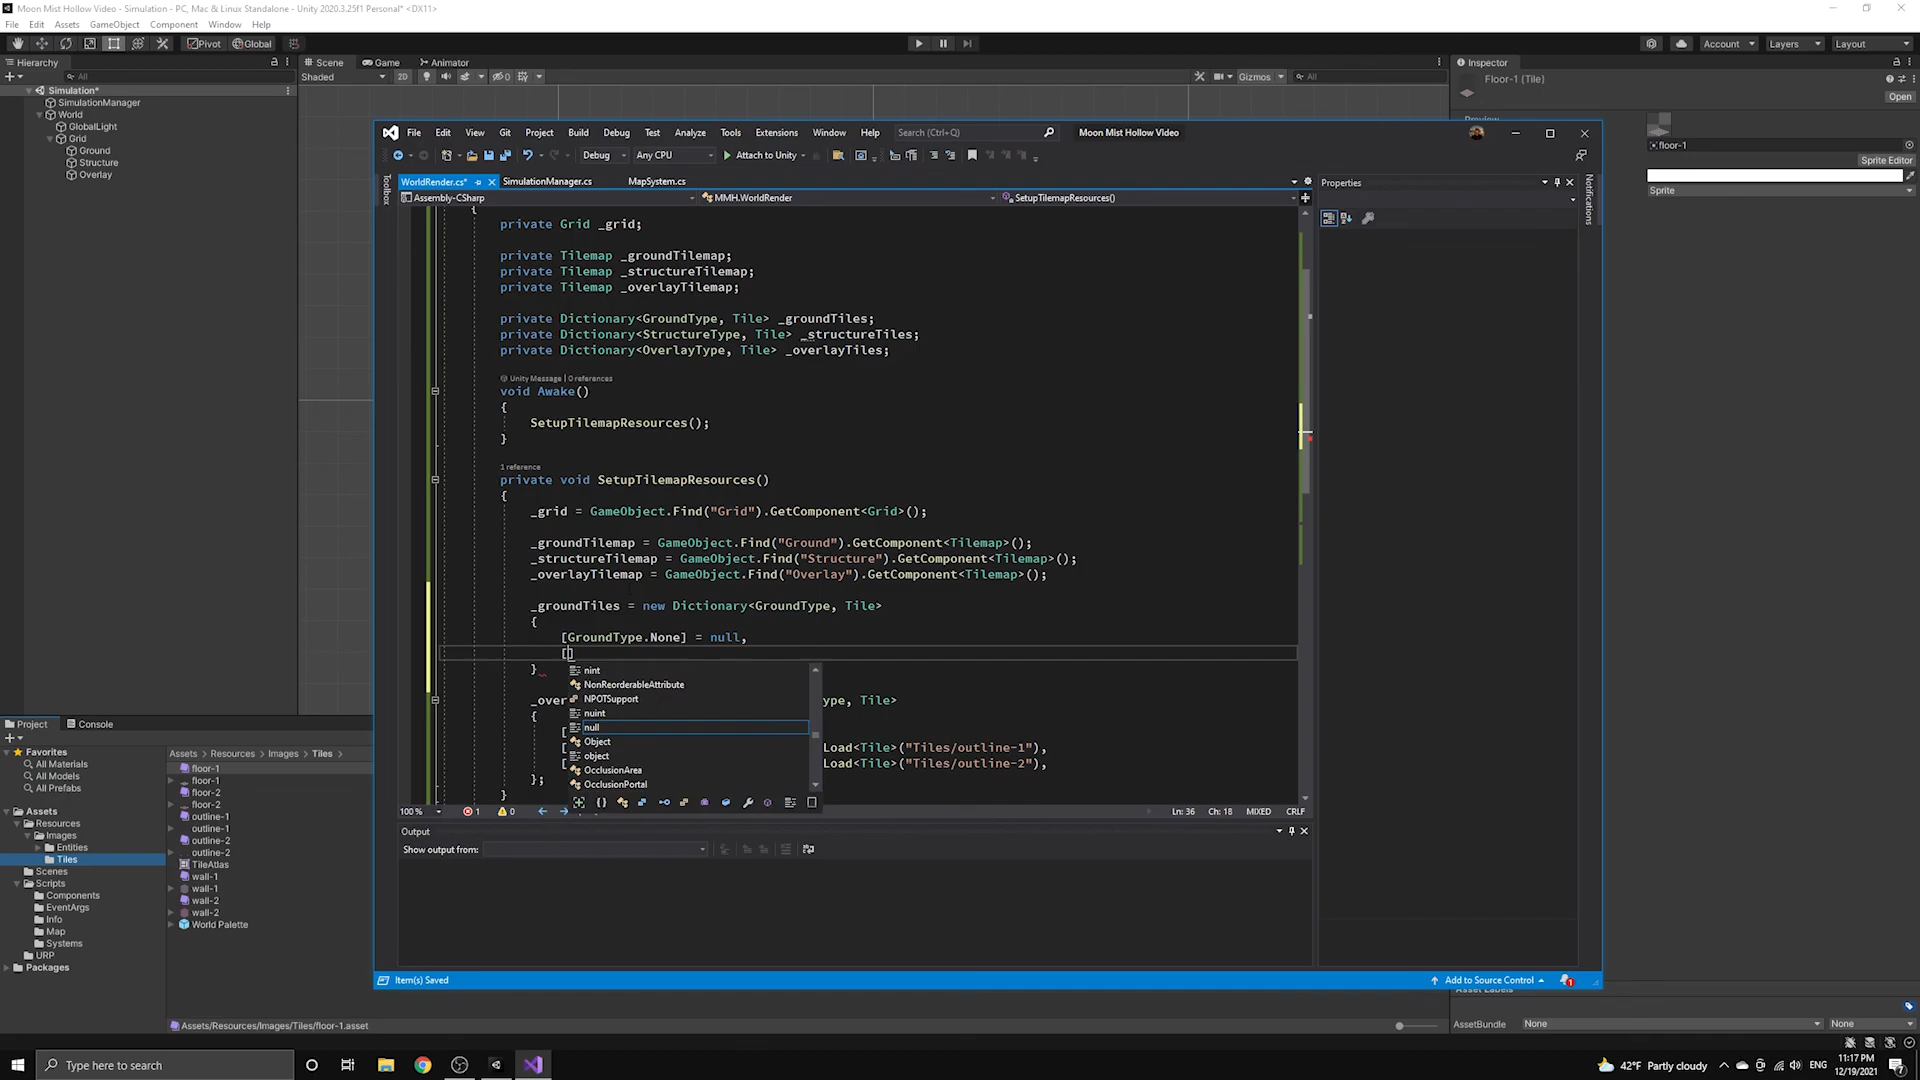 Moon Mist Hollow Video - Simulation - PC, Mac & Linux Standalone - Unity 2020.3.25f1 Personal* <DX11>
File Edit Assets GameObject Component Window Help
Pivot Global Account Layers Layout
Hierarchy Scene Game Animator Inspector
All Shaded 2D 0 Gizmos All
Floor-1 (Tile)
Open
Simulation*
SimulationManager
World
GlobalLight
Grid
Ground
Structure
Overlay
Preview
floor-1
Sprite Editor
Sprite
File Edit View Git Project Build Debug Test Analyze Tools Extensions Window Help Search (Ctrl+Q) Moon Mist Hollow Video
Debug Any CPU Attach to Unity
Toolbox
Notifications
WorldRender.cs* SimulationManager.cs MapSystem.cs Properties
Assembly-CSharp MMH.WorldRender SetupTilemapResources()
{
private Grid _grid;
private Tilemap _groundTilemap;
private Tilemap _structureTilemap;
private Tilemap _overlayTilemap;
private Dictionary<GroundType, Tile> _groundTiles;
private Dictionary<StructureType, Tile> _structureTiles;
private Dictionary<OverlayType, Tile> _overlayTiles;
Unity Message | 0 references
void Awake()
{
SetupTilemapResources();
}
1 reference
private void SetupTilemapResources()
{
_grid = GameObject.Find("Grid").GetComponent<Grid>();
_groundTilemap = GameObject.Find("Ground").GetComponent<Tilemap>();
_structureTilemap = GameObject.Find("Structure").GetComponent<Tilemap>();
_overlayTilemap = GameObject.Find("Overlay").GetComponent<Tilemap>();
_groundTiles = new Dictionary<GroundType, Tile>
{
[GroundType.None] = null,
[]
}
nint
NonReorderableAttribute
NPOTSupport
nuint
null
Object
object
OcclusionArea
OcclusionPortal
_over ype, Tile>
{
[
[ Load<Tile>("Tiles/outline-1"),
[ Load<Tile>("Tiles/outline-2"),
};
}
100 % 1 0 Ln: 36 Ch: 18 MIXED CRLF
Output
Show output from:
Item(s) Saved Add to Source Control 1
Project Console
Favorites
All Materials
All Models
All Prefabs
Assets
Resources
Images
Entities
Tiles
Scenes
Scripts
Components
EventArgs
Info
Map
Systems
URP
Packages
Assets > Resources > Images > Tiles >
floor-1
floor-1
floor-2
floor-2
outline-1
outline-1
outline-2
outline-2
TileAtlas
wall-1
wall-1
wall-2
wall-2
World Palette
Assets/Resources/Images/Tiles/floor-1.asset
Asset Labels
AssetBundle None None
Type here to search
42°F Partly cloudy ENG 11:17 PM
12/19/2021
7